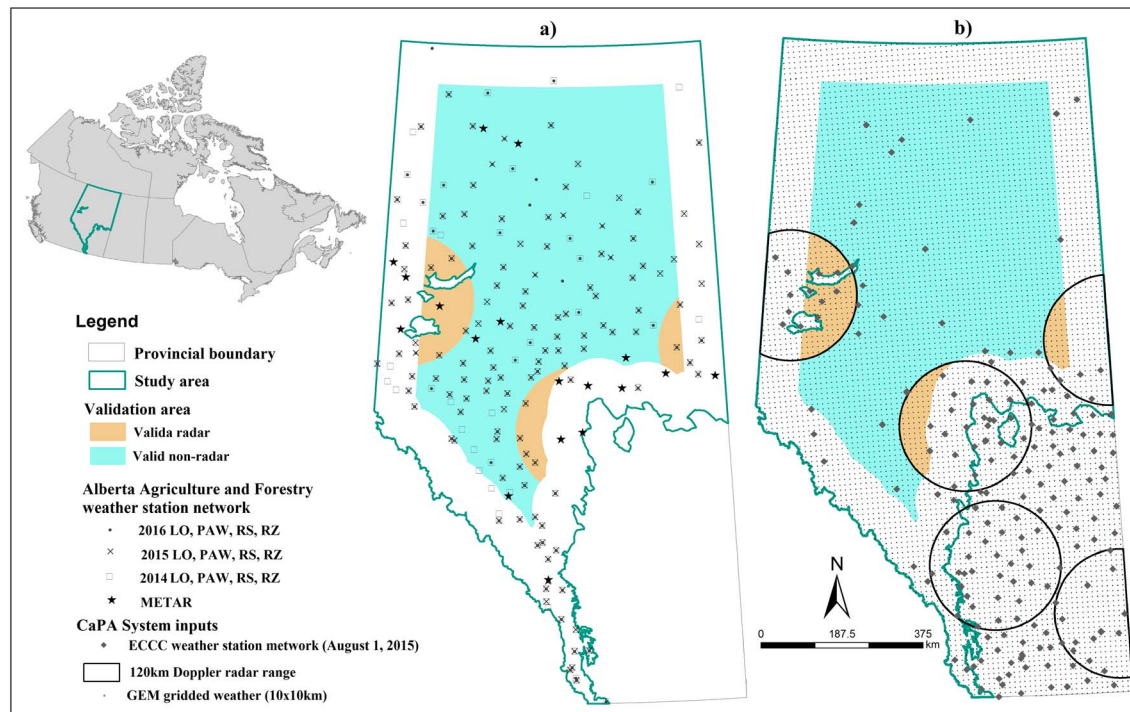 a)
b)
Legend
Provincial boundary
Study area
Validation area
Valida radar
Valid non-radar
Alberta Agriculture and Forestry
weather station network
2016 LO, PAW, RS, RZ
2015 LO, PAW, RS, RZ
2014 LO, PAW, RS, RZ
METAR
CaPA System inputs
ECCC weather station network (August 1, 2015)
120km Doppler radar range
GEM gridded weather (10x10km)
N
0 187.5 375
km